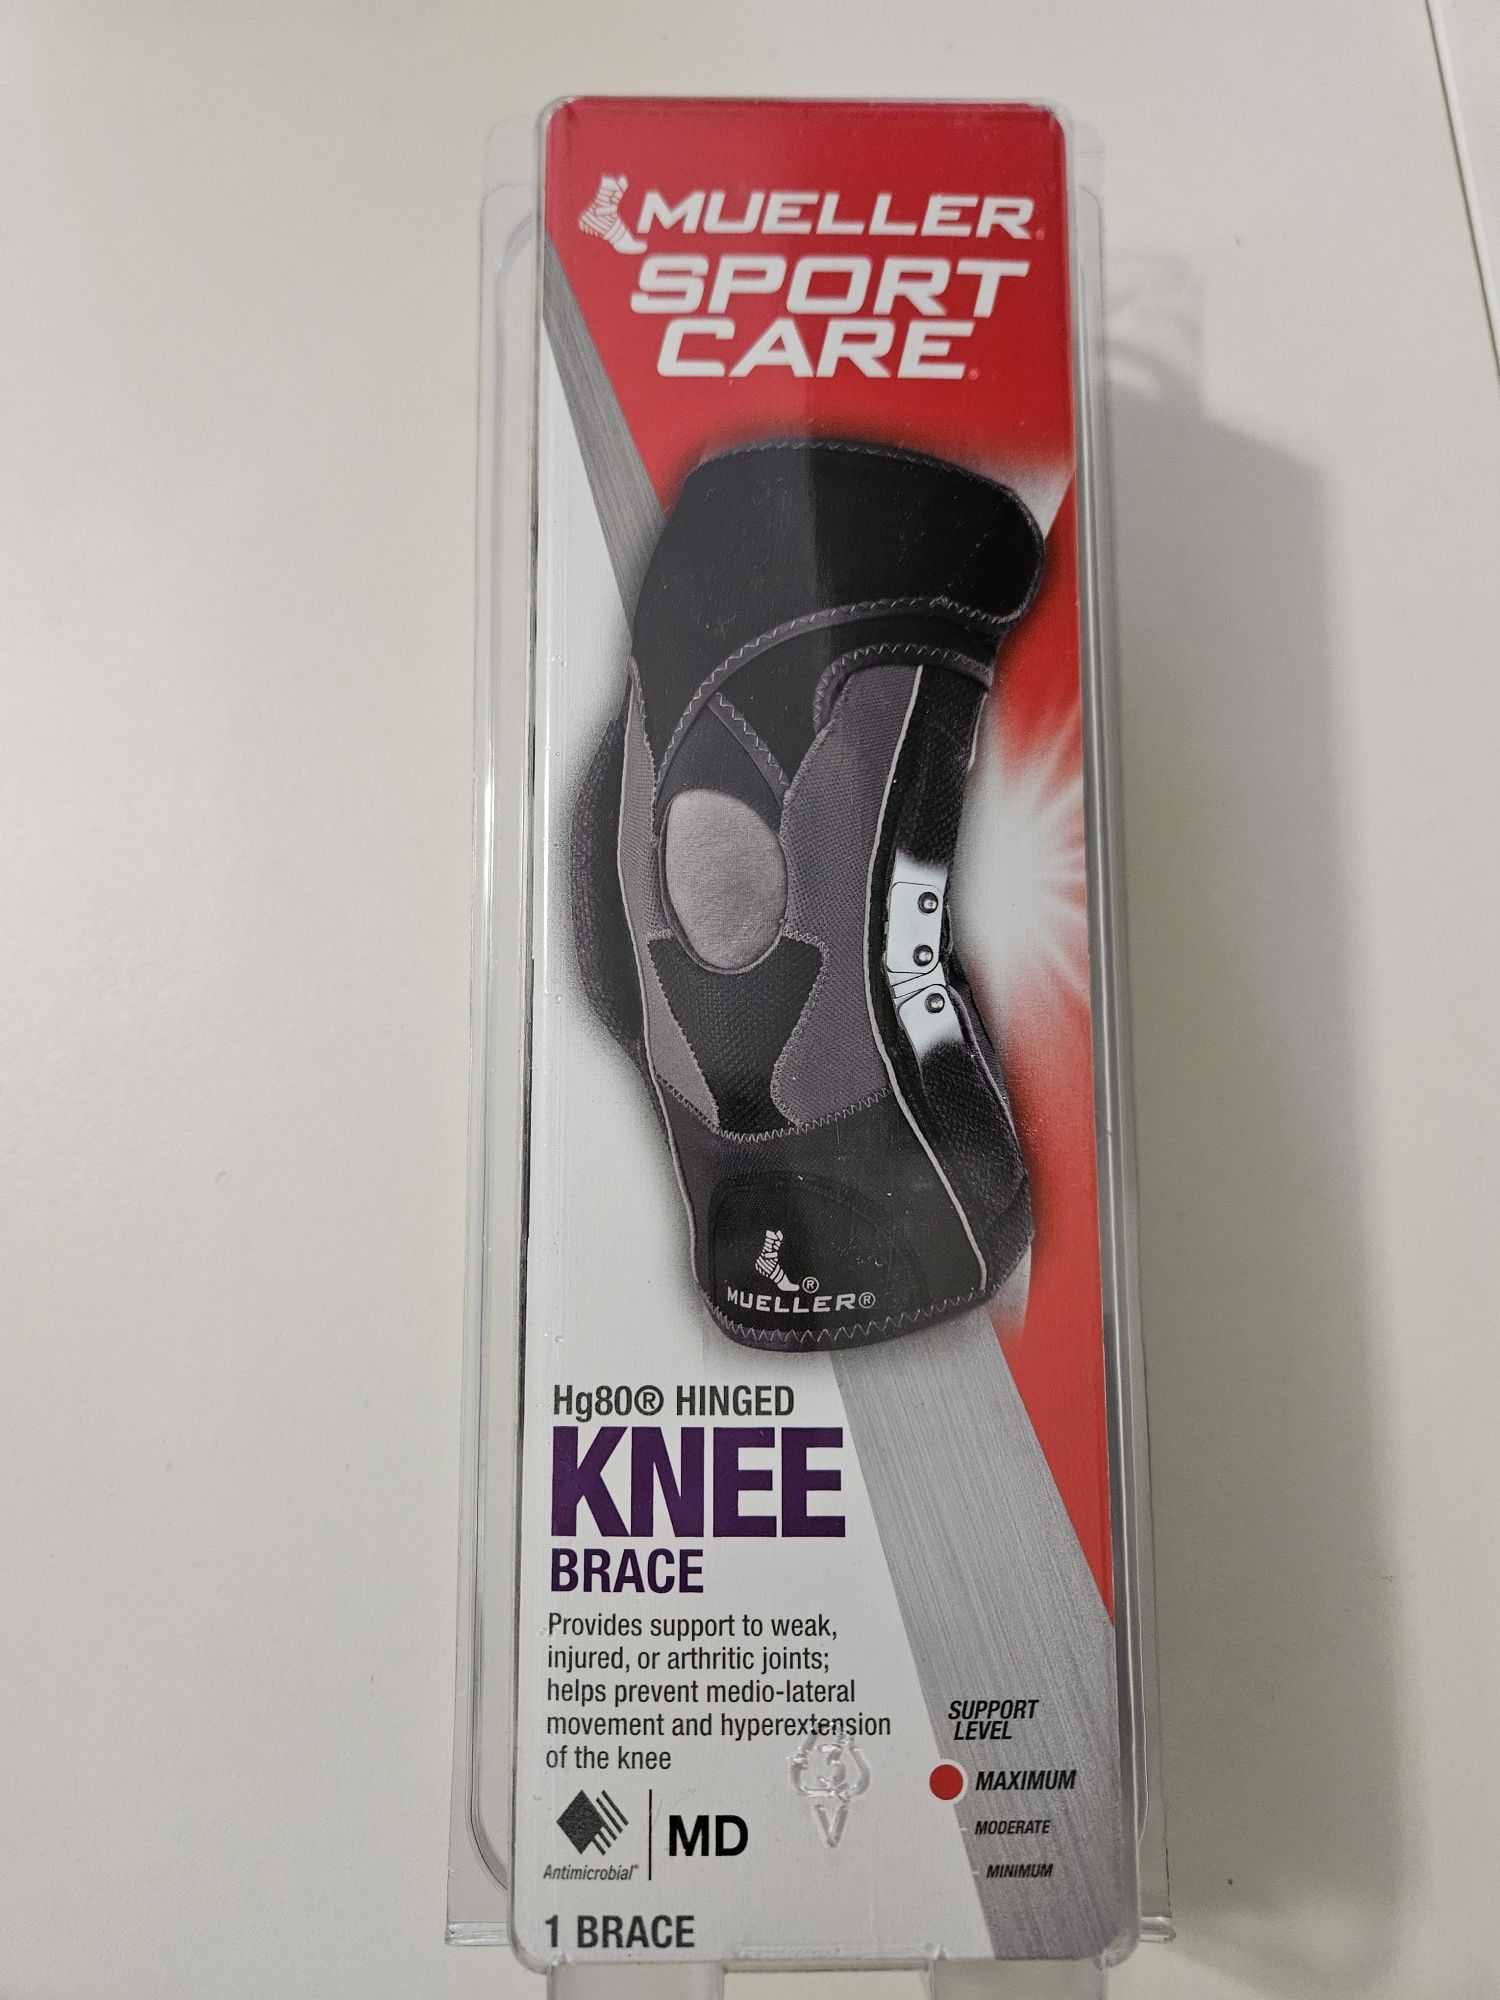 MUELLER®
SPORT
CARE®
®
MUELLER®
Hg80® HINGED
KNEE
BRACE
Provides support to weak,
injured, or arthritic joints;
helps prevent medio-lateral
movement and hyperextension
of the knee
SUPPORT
LEVEL
MAXIMUM
MODERATE
MINIMUM
Antimicrobial*
MD
3
V
1 BRACE